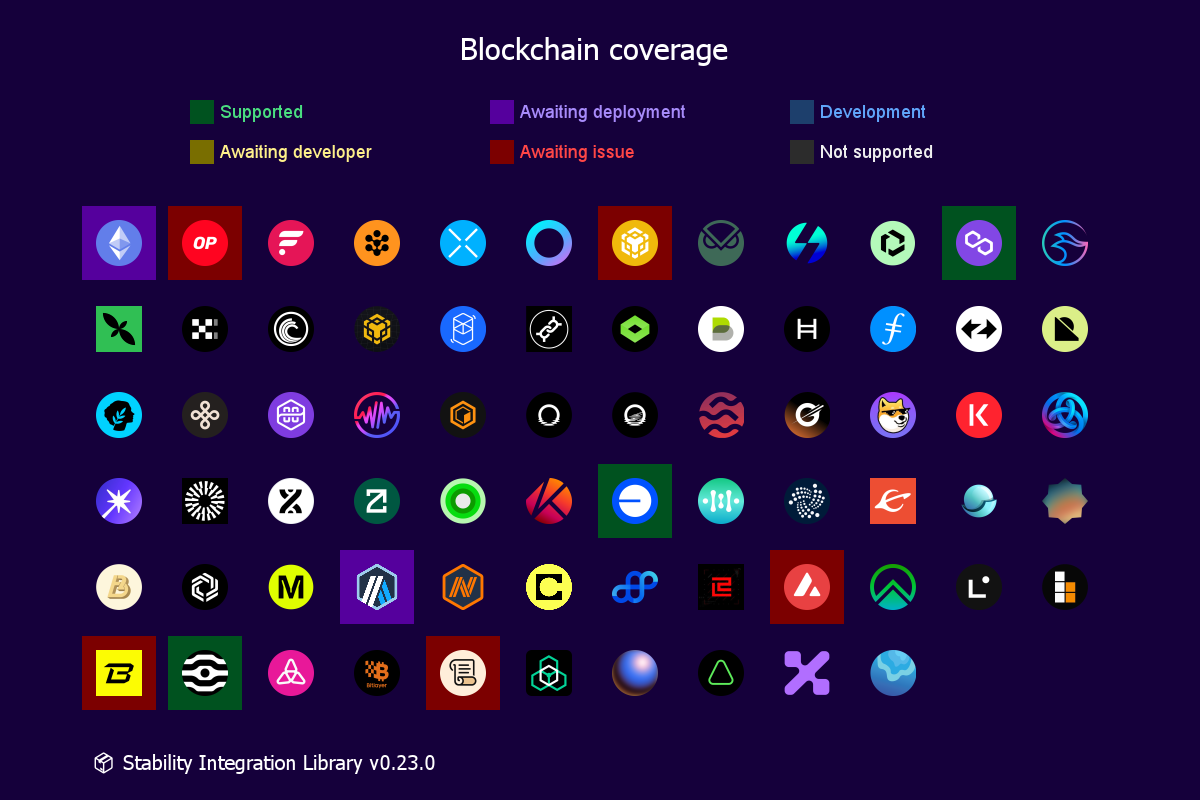 Blockchain coverage
Supported
Awaiting deployment
Development
Awaiting developer
Awaiting issue
Not supported
OP
M
Bitlayer
Stability Integration Library v0.23.0